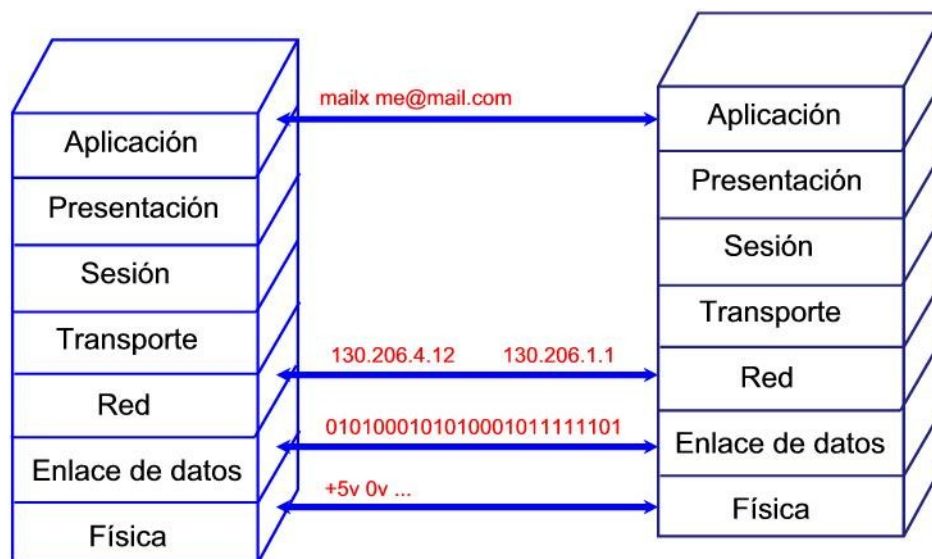 mailx me@mail.com
Aplicación
Presentación
Sesión
Transporte
Red
Enlace de datos
Física
130.206.4.12 130.206.1.1
0101000101010001011111101
+5v 0v ...
Aplicación
Presentación
Sesión
Transporte
Red
Enlace de datos
Física